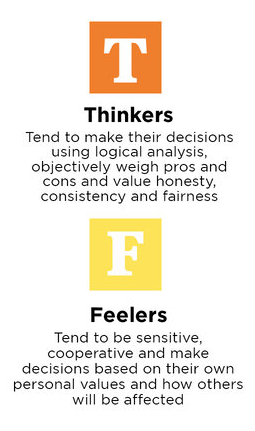 T
Thinkers
Tend to make their decisions
using logical analysis,
objectively weigh pros and
cons and value honesty,
consistency and fairness
F
Feelers
Tend to be sensitive,
cooperative and make
decisions based on their own
personal values and how others
will be affected